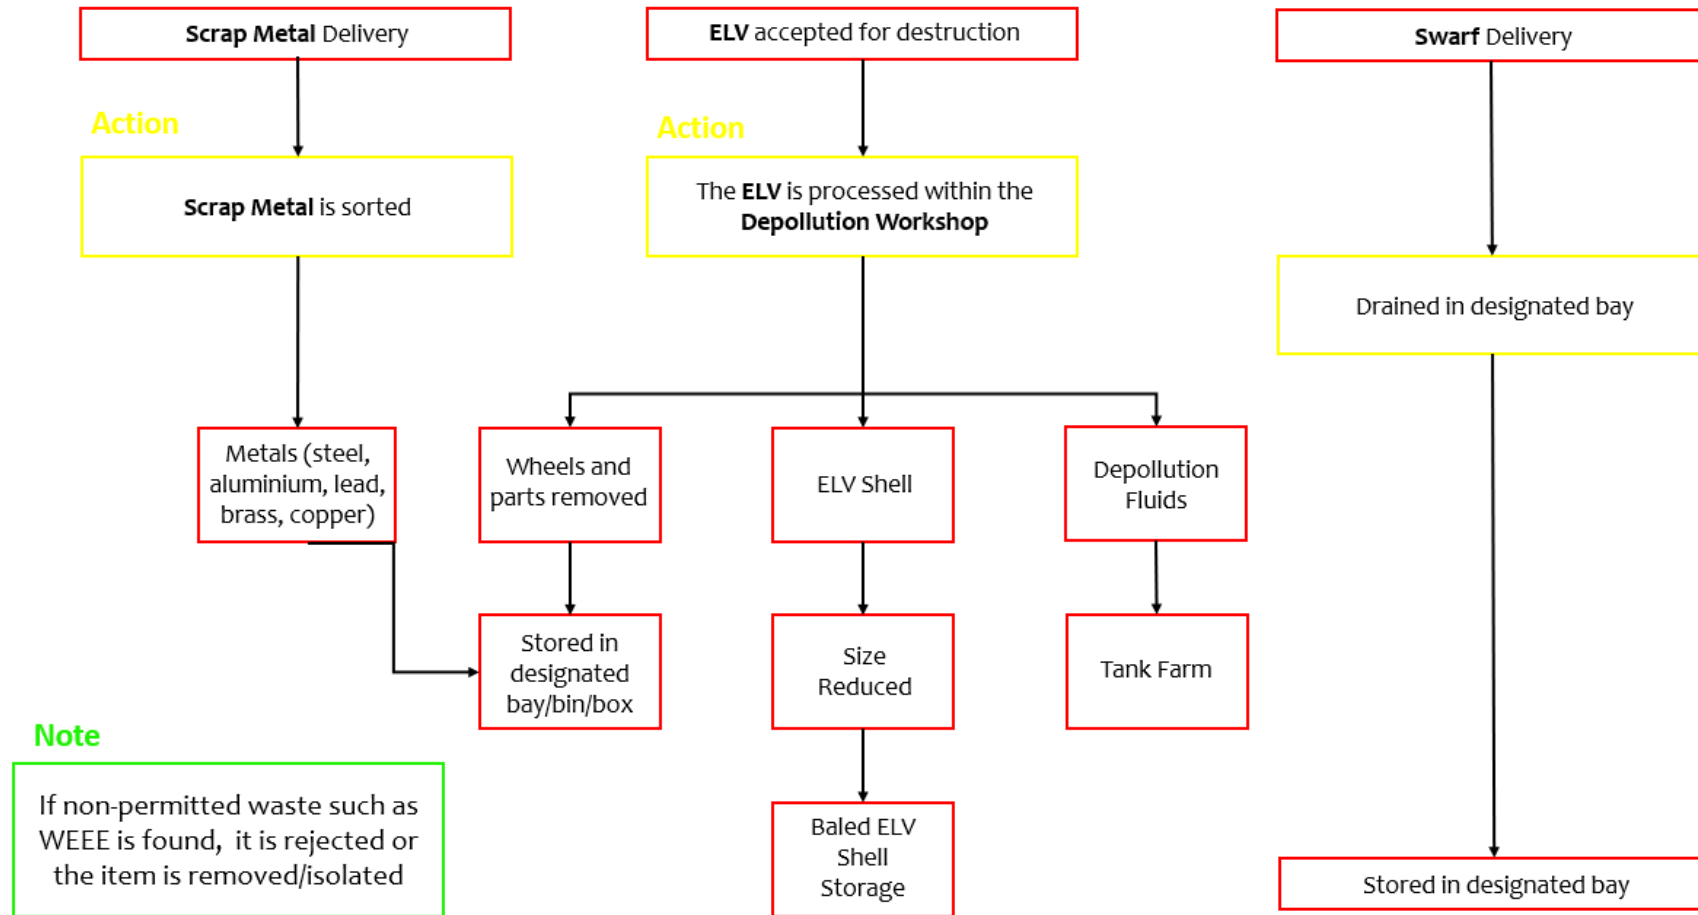 Scrap Metal Delivery
ELV accepted for destruction
Swarf Delivery
Action
Action
Scrap Metal is sorted
The ELV is processed within the
Depollution Workshop
Drained in designated bay
Metals (steel,
aluminium, lead,
brass, copper)
Wheels and
parts removed
ELV Shell
Depollution
Fluids
Stored in
designated
bay/bin/box
Size
Reduced
Tank Farm
Note
If non-permitted waste such as
WEEE is found, it is rejected or
the item is removed/isolated
Baled ELV
Shell
Storage
Stored in designated bay